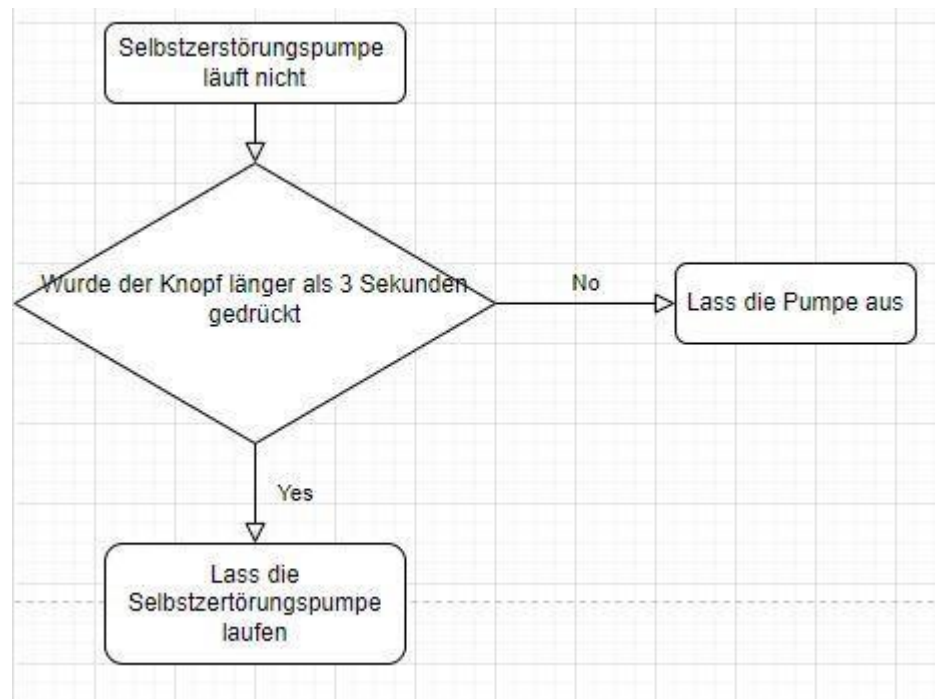 Selbstzerstörungspumpe
läuft nicht
Wurde der Knopf länger als 3 Sekunden
gedrückt
No
Lass die Pumpe aus
Yes
Lass die
Selbstzertörungspumpe
laufen